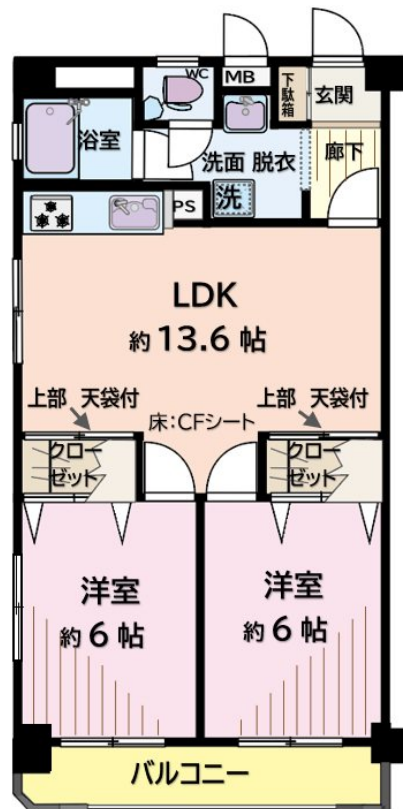 WC
MB
下駄箱
玄関
浴室
洗面 脱衣
廊下
洗
PS
LDK
約 13.6 帖
上部 天袋付
上部 天袋付
床:CFシート
クロー
ゼット
クロー
ゼット
洋室
約 6 帖
洋室
約 6 帖
バルコニー